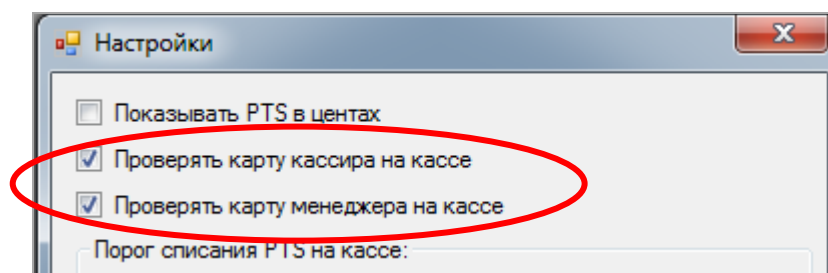 Настройки
Показывать PTS в центах
Проверять карту кассира на кассе
Проверять карту менеджера на кассе
Порог списания PTS на кассе: